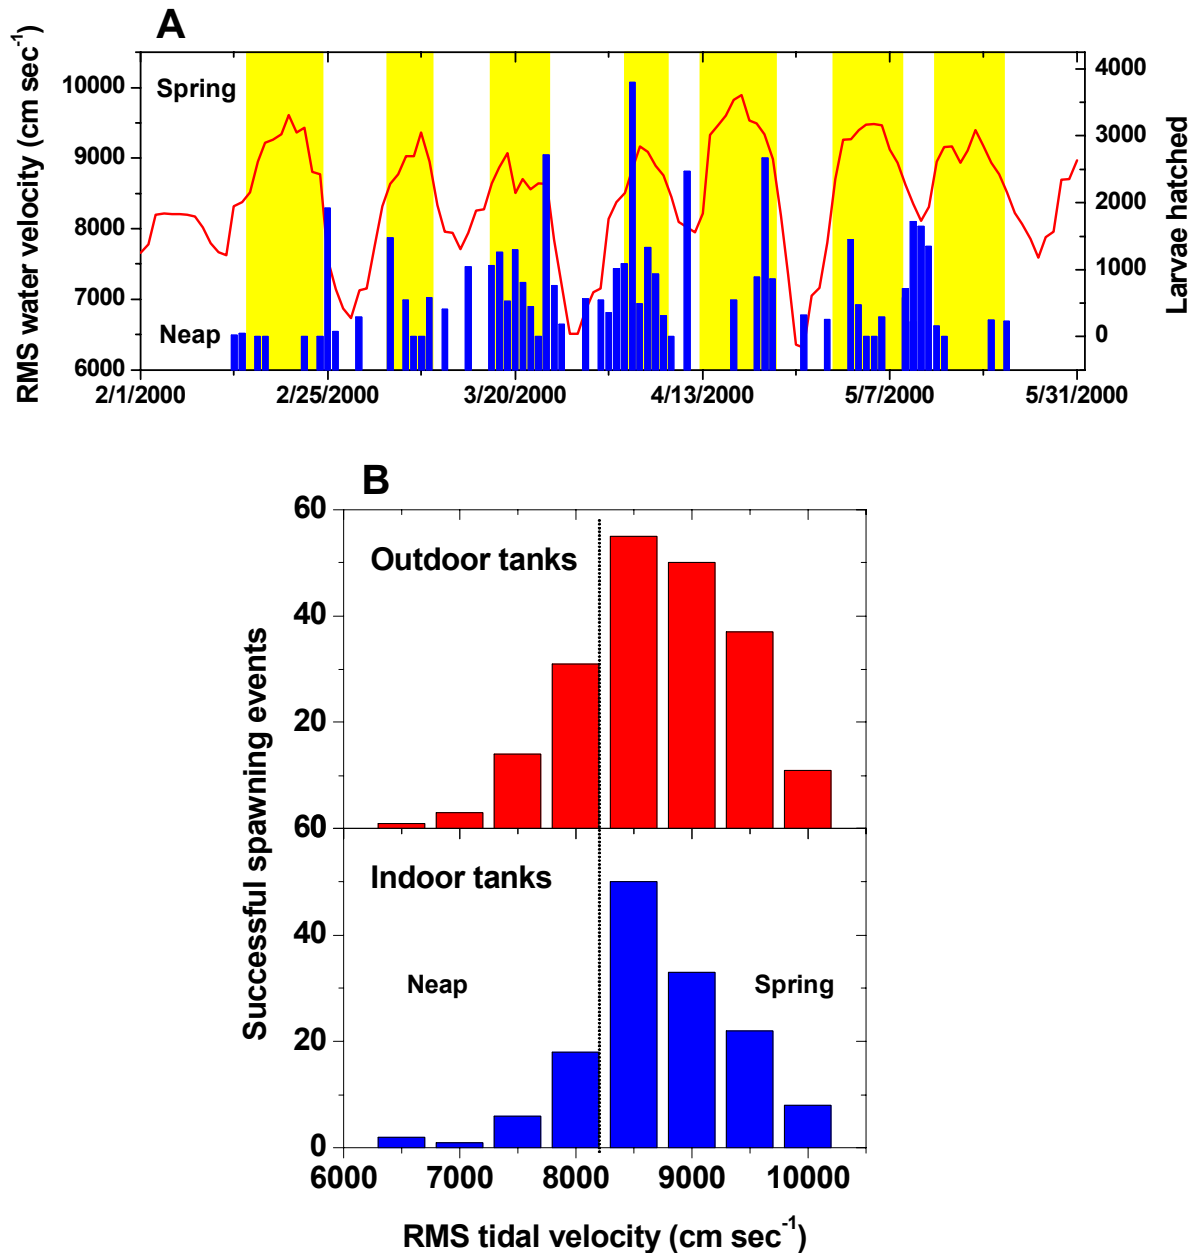 A
RMS water velocity (cm sec⁻¹)
10000
9000
8000
7000
6000
Spring
Neap
4000
3000
2000
1000
0
Larvae hatched
2/1/2000 2/25/2000 3/20/2000 4/13/2000 5/7/2000 5/31/2000
B
Successful spawning events
60
40
20
60
40
20
0
Outdoor tanks
Indoor tanks
Neap Spring
6000 7000 8000 9000 10000
RMS tidal velocity (cm sec⁻¹)